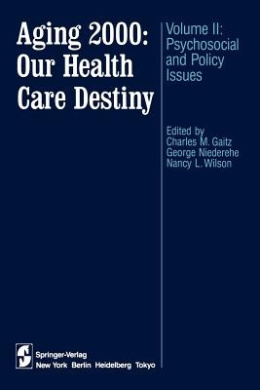 Aging 2000:
Our Health
Care Destiny
Volume II:
Psychosocial
and Policy
Issues
Edited by
Charles M. Gaitz
George Niederehe
Nancy L. Wilson
Springer-Verlag
New York Berlin Heidelberg Tokyo